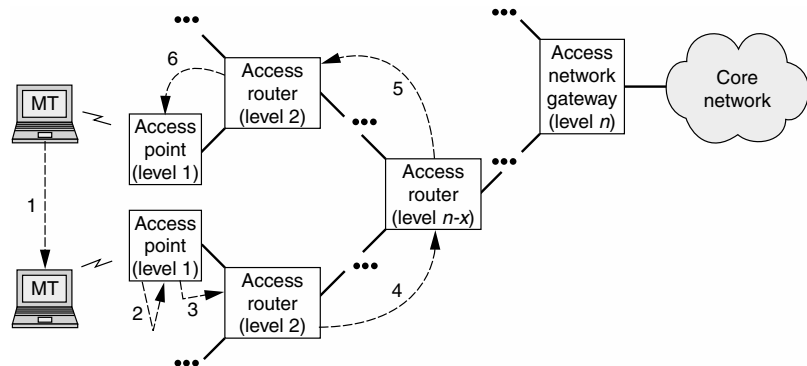 MT
1
MT
6
Access
point
(level 1)
Access
router
(level 2)
5
Access
point
(level 1)
2
3
Access
router
(level 2)
4
Access
router
(level n-x)
Access
network
gateway
(level n)
Core
network